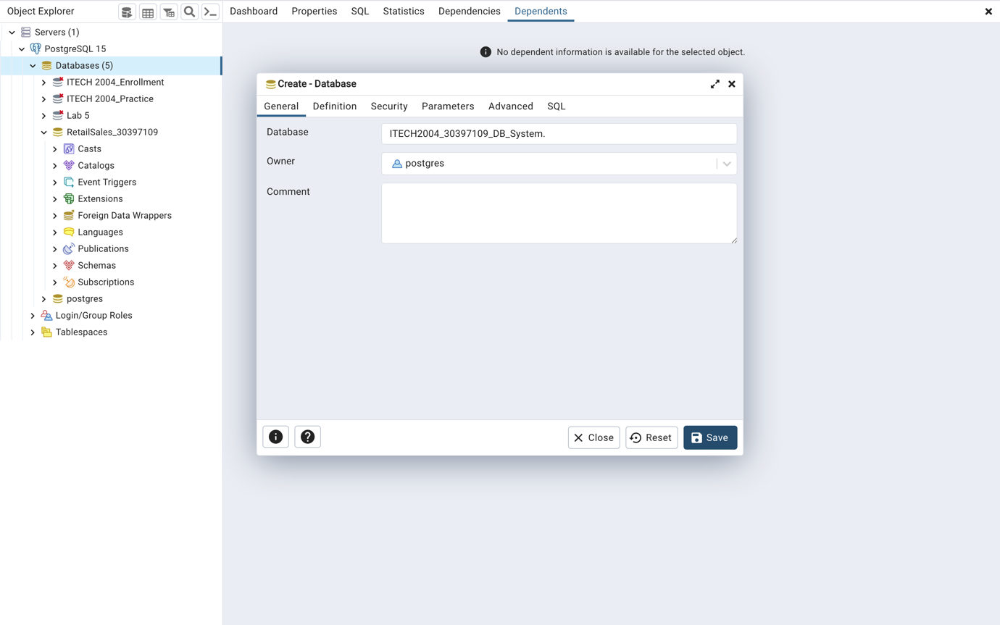 Object Explorer
Dashboard Properties SQL Statistics Dependencies Dependents
Servers (1)
PostgreSQL 15
Databases (5)
ITECH 2004_Enrollment
ITECH 2004_Practice
Lab 5
RetailSales_30397109
Casts
Catalogs
Event Triggers
Extensions
Foreign Data Wrappers
Languages
Publications
Schemas
Subscriptions
postgres
Login/Group Roles
Tablespaces
No dependent information is available for the selected object.
Create - Database
General Definition Security Parameters Advanced SQL
Database ITECH2004_30397109_DB_System.
Owner postgres
Comment
Close Reset Save